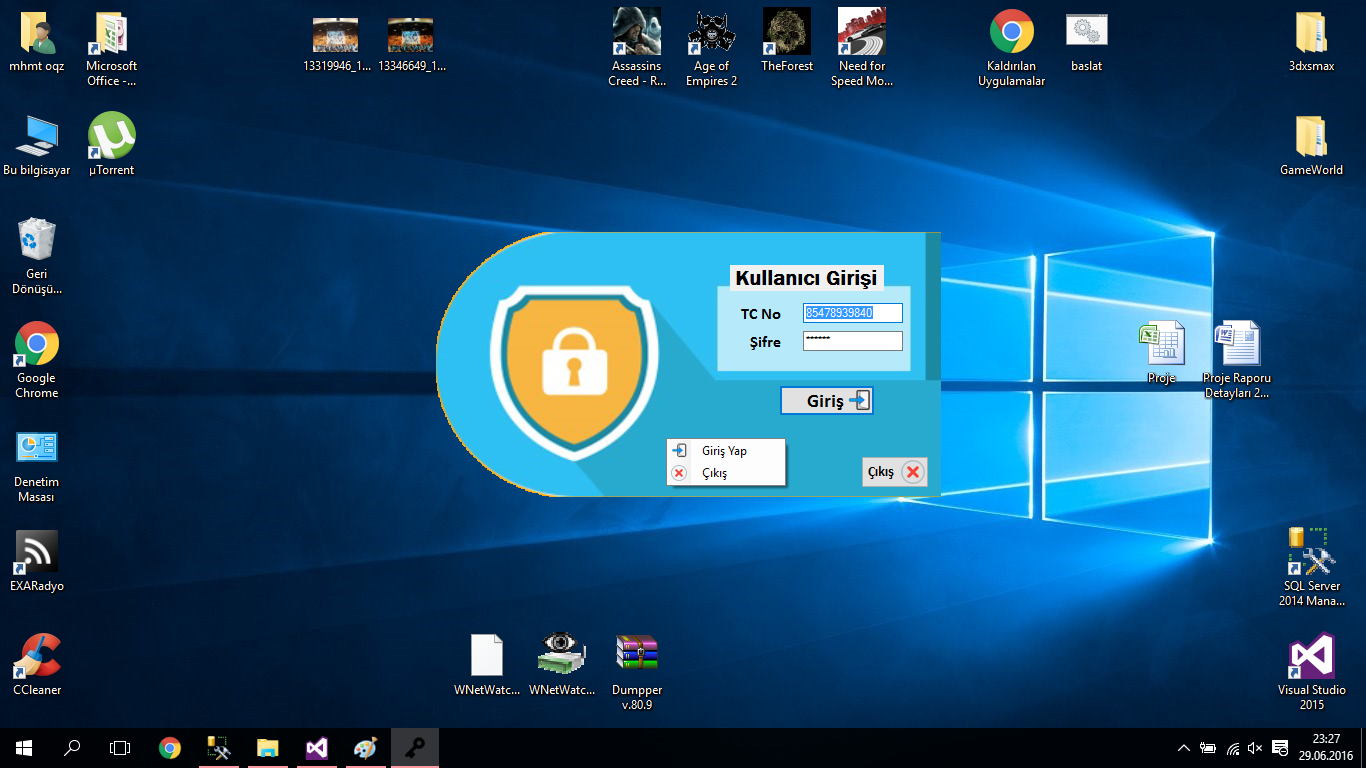 mhmt oqz
Microsoft
Office -...
13319946_1...
13346649_1...
Assassins
Creed - R...
Age of
Empires 2
TheForest
Need for
Speed Mo...
Kaldırılan
Uygulamalar
baslat
3dxsmax
Bu bilgisayar
µTorrent
GameWorld
Geri
Dönüşü...
Kullanıcı Girişi
TC No
85478939840
Şifre
******
Giriş
Giriş Yap
Çıkış
Çıkış
Google
Chrome
Proje
Proje Raporu
Detayları 2...
Denetim
Masası
EXARadyo
SQL Server
2014 Mana...
CCleaner
WNetWatc...
WNetWatc...
Dumpper
v.80.9
Visual Studio
2015
23:27
29.06.2016